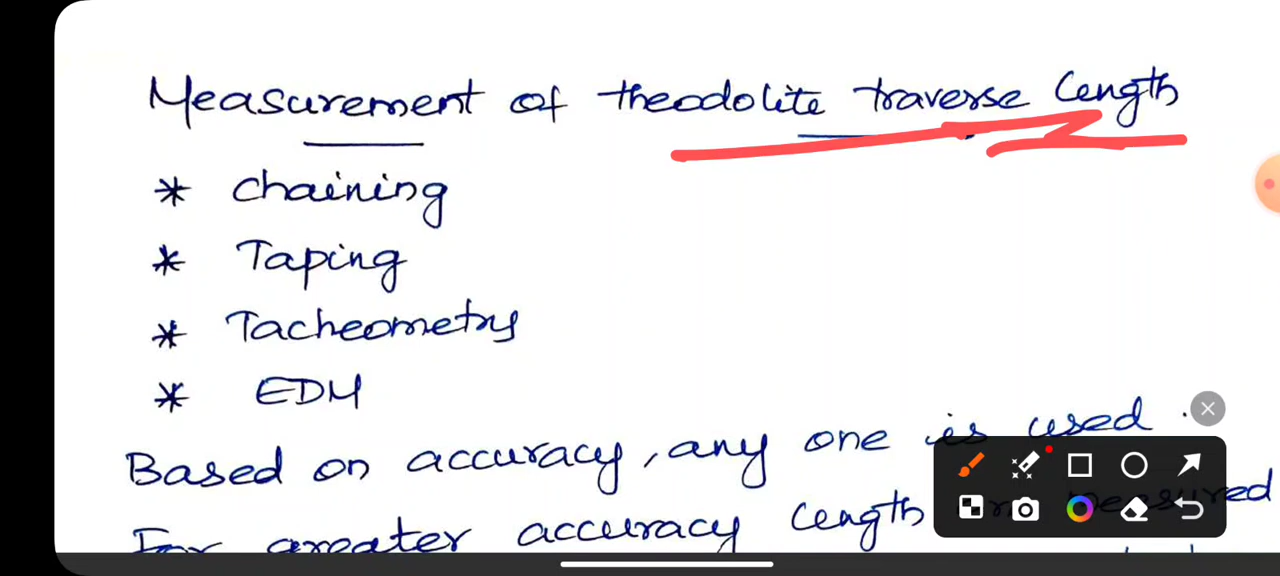 Measurement of theodolite traverse length
* chaining
* Taping
* Tacheometry
* EDM
Based on accuracy, any one is used.
For greater accuracy length measured